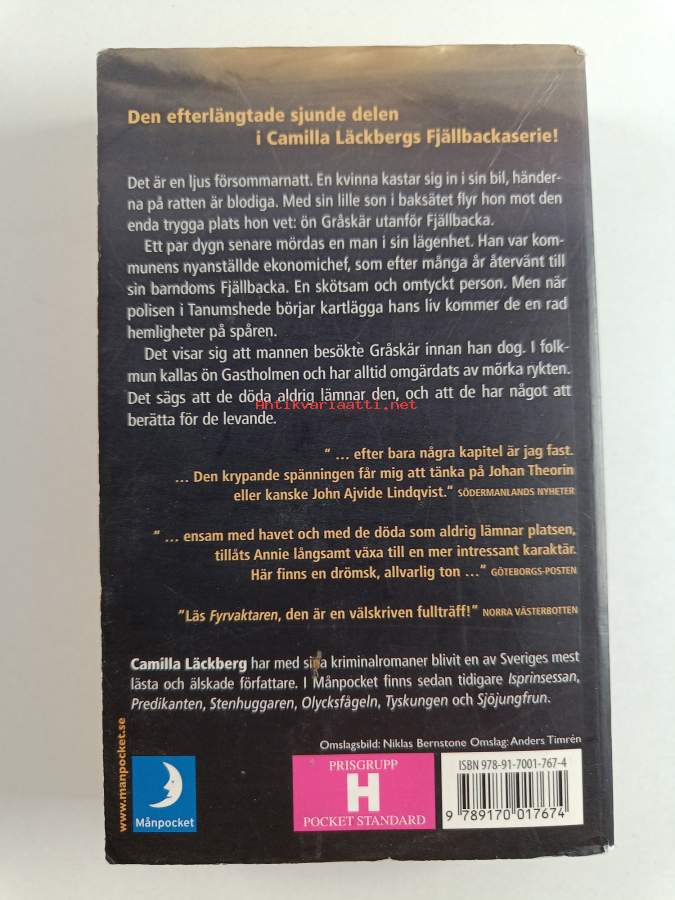 Den efterlängtade sjunde delen
i Camilla Läckbergs Fjällbackaserie!
Det är en ljus försommarnatt. En kvinna kastar sig in i sin bil, händer-
na på ratten är blodiga. Med sin lille son i baksätet flyr hon mot den
enda trygga plats hon vet: ön Gråskär utanför Fjällbacka.
Ett par dygn senare mördas en man i sin lägenhet. Han var kom-
munens nyanställde ekonomichef, som efter många år återvänt till
sin barndoms Fjällbacka. En skötsam och omtyckt person. Men när
polisen i Tanumshede börjar kartlägga hans liv kommer de en rad
hemligheter på spåren.
Det visar sig att mannen besökte Gråskär innan han dog. I folk-
mun kallas ön Gastholmen och har alltid omgärdats av mörka rykten.
Det sägs att de döda aldrig lämnar den, och att de har något att
Antikvariaatti.net
berätta för de levande.
" ... efter bara några kapitel är jag fast.
... Den krypande spänningen får mig att tänka på Johan Theorin
eller kanske John Ajvide Lindqvist." SÖDERMANLANDS NYHETER
" ... ensam med havet och med de döda som aldrig lämnar platsen,
tillåts Annie långsamt växa till en mer intressant karaktär.
Här finns en drömsk, allvarlig ton ..." GÖTEBORGS-POSTEN
"Läs Fyrvaktaren, den är en välskriven fullträff!" NORRA VÄSTERBOTTEN
Camilla Läckberg har med sina kriminalromaner blivit en av Sveriges mest
lästa och älskade författare. I Månpocket finns sedan tidigare Isprinsessan,
Predikanten, Stenhuggaren, Olycksfågeln, Tyskungen och Sjöjungfrun.
Omslagsbild: Niklas Bernstone Omslag: Anders Timrén
www.manpocket.se
Månpocket
PRISGRUPP
H
POCKET STANDARD
ISBN 978-91-7001-767-4
9 789170 017674